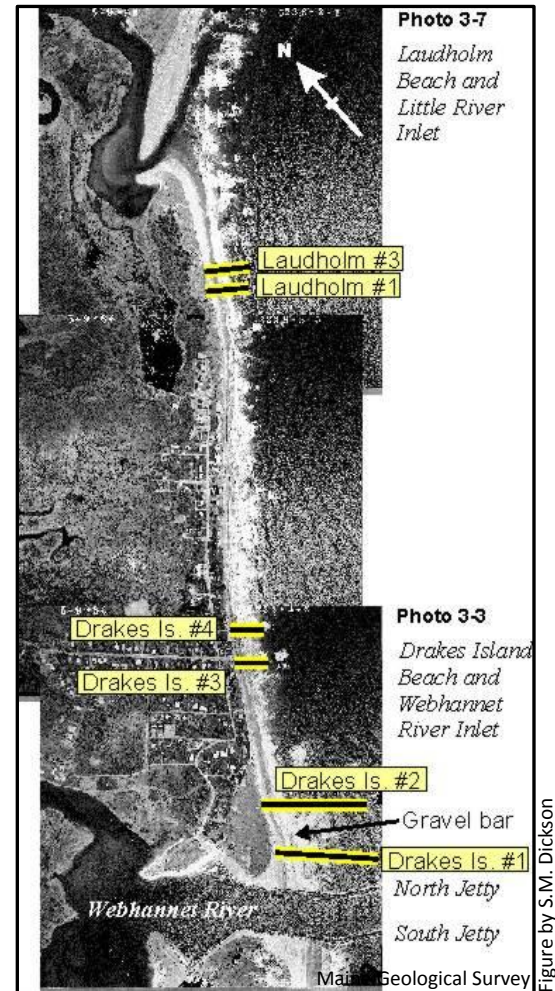 Photo 3-7
Laudholm
Beach and
Little River
Inlet
N
Laudholm #3
Laudholm #1
Drakes Is. #4
Drakes Is. #3
Photo 3-3
Drakes Island
Beach and
Webhannet
River Inlet
Drakes Is. #2
Gravel bar
Drakes Is. #1
North Jetty
Webhannet River
South Jetty
Geological Survey
Figure by S.M. Dickson